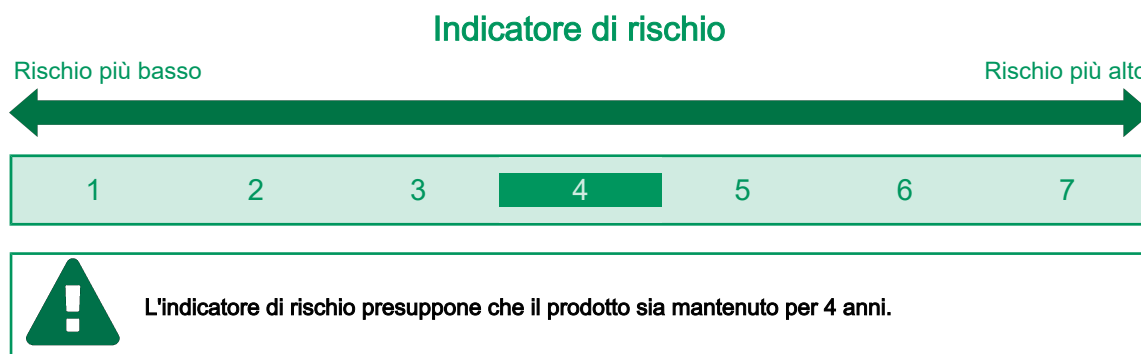 Indicatore di rischio
Rischio più basso Rischio più alto
1 2 3 4 5 6 7
L'indicatore di rischio presuppone che il prodotto sia mantenuto per 4 anni.